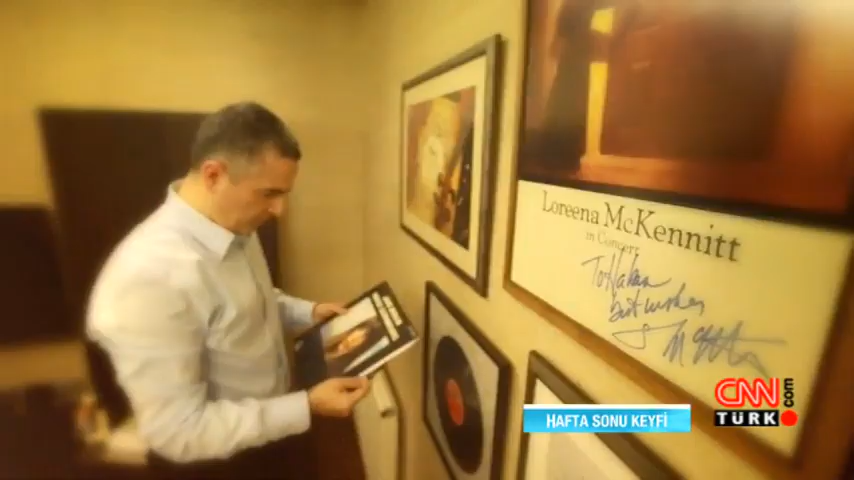 Loreena McKennitt
in Concert
To Hakan
best wishes
HAFTA SONU KEYFİ
CNN
TÜRK
.com